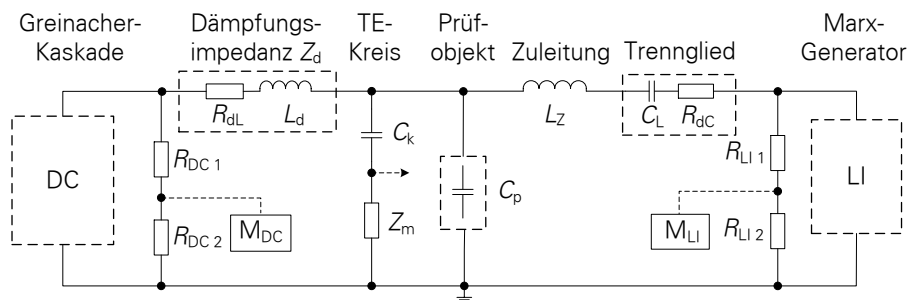 Greinacher-
Kaskade
Dämpfungs-
impedanz Zd
TE-
Kreis
Prüf-
objekt
Zuleitung
Trennglied
Marx-
Generator
RdL
Ld
LZ
CL
RdC
Ck
RDC 1
RLI 1
DC
Cp
LI
Zm
MDC
MLI
RDC 2
RLI 2